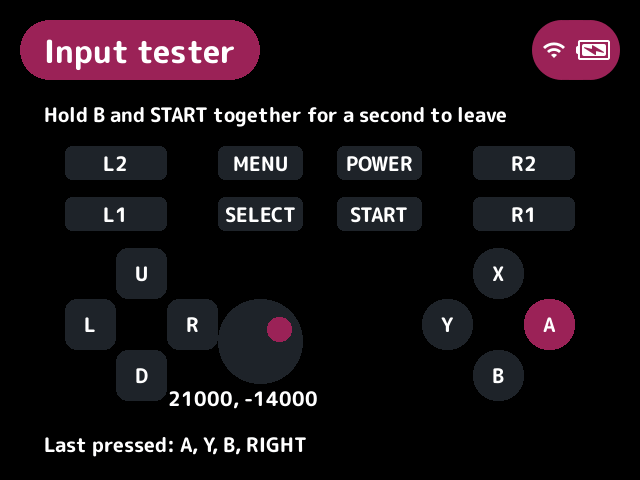 Input tester
Hold B and START together for a second to leave
L2 MENU POWER R2
L1 SELECT START R1
U X
L R Y A
D B
21000, -14000
Last pressed: A, Y, B, RIGHT